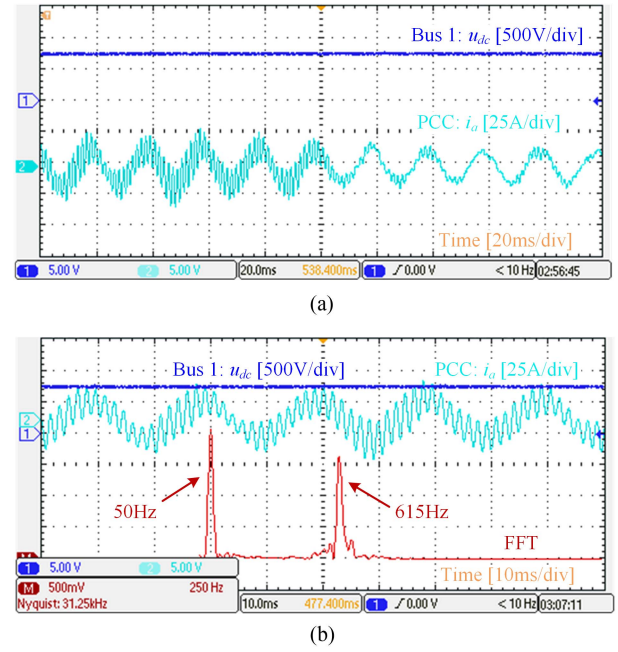 T
Bus 1: udc [500V/div]
1
PCC: ia [25A/div]
2
Time [20ms/div]
1 5.00 V 2 5.00 V 20.0ms 538.400ms 1 0.00 V < 10 Hz 02:56:45
(a)
Bus 1: udc [500V/div] PCC: ia [25A/div]
2
1
50Hz 615Hz
FFT
M
1 5.00 V 2 5.00 V Time [10ms/div]
M 500mV 250 Hz
Nyquist: 31.25kHz 10.0ms 477.400ms 1 0.00 V < 10 Hz 03:07:11
(b)